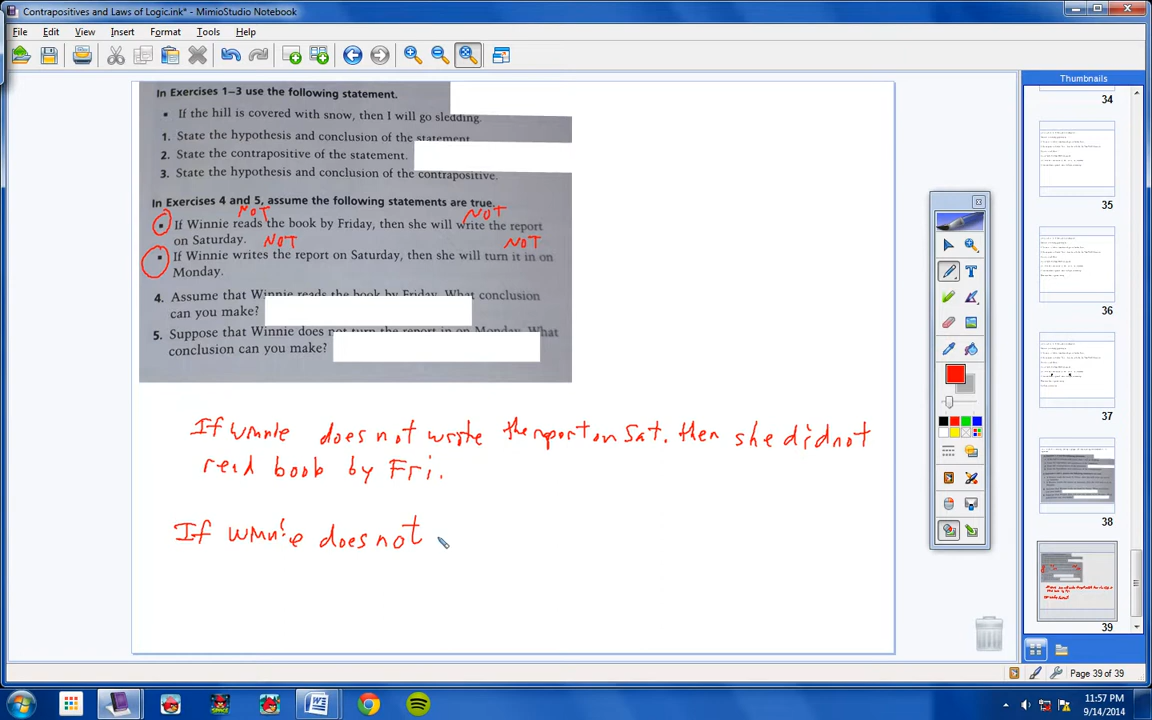 Contrapositives and Laws of Logic.ink* - MimioStudio Notebook
File Edit View Insert Format Tools Help
Thumbnails
In Exercises 1–3 use the following statement.
▪ If the hill is covered with snow, then I will go sledding.
1. State the hypothesis and conclusion of the statement
2. State the contrapositive of the statement.
3. State the hypothesis and conclusion of the contrapositive.
In Exercises 4 and 5, assume the following statements are true.
NOT NOT
▪ If Winnie reads the book by Friday, then she will write the report
on Saturday. NOT NOT
▪ If Winnie writes the report on Saturday, then she will turn it in on
Monday.
4. Assume that Winnie reads the book by Friday. What conclusion
can you make?
5. Suppose that Winnie does not turn the report in on Monday. What
conclusion can you make?
If Winnie does not wrote the report on Sat. then she did not
read boob by Fri.
If Winnie does not
34
35
36
37
38
39
Page 39 of 39
11:57 PM
9/14/2014